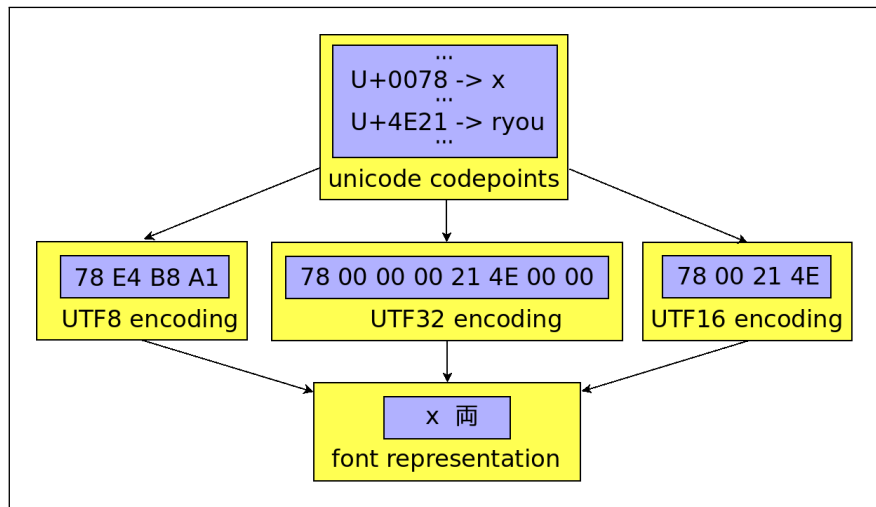 ...
U+0078 -> x
...
U+4E21 -> ryou
...
unicode codepoints
78 E4 B8 A1
UTF8 encoding
78 00 00 00 21 4E 00 00
UTF32 encoding
78 00 21 4E
UTF16 encoding
x 両
font representation